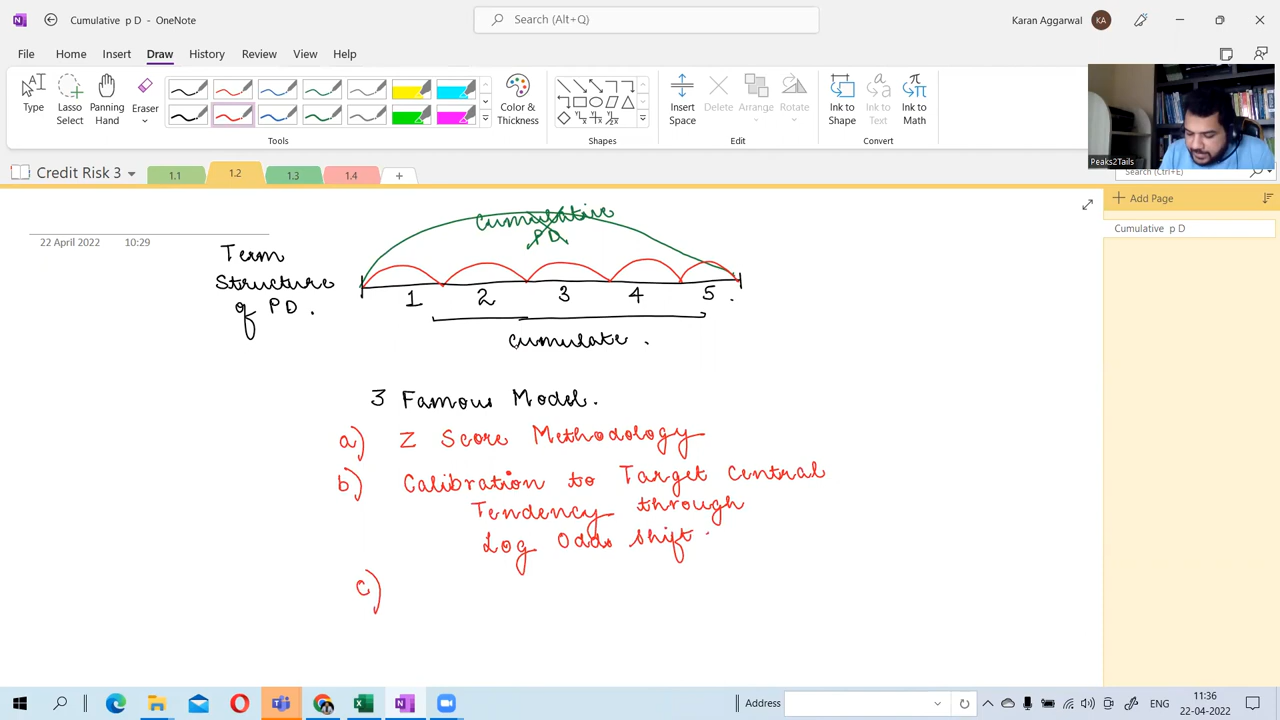 Cumulative p D - OneNote
Search (Alt+Q)
Karan Aggarwal
KA
File Home Insert Draw History Review View Help
Type
Lasso Select
Panning Hand
Eraser
Color & Thickness
Insert Space
Delete
Arrange
Rotate
Ink to Shape
Ink to Text
Ink to Math
Tools
Shapes
Edit
Convert
Peaks2Tails
Credit Risk 3
1.1 1.2 1.3 1.4 +
Search (Ctrl+E)
Add Page
Cumulative p D
22 April 2022 10:29
Term
Structure
of PD.
Cumulative
PD
1 2 3 4 5 .
cumulate .
3 Famous Model.
a) Z Score Methodology
b) Calibration to Target Central
Tendency through
Log Odds Shift.
c)
Address
ENG
11:36
22-04-2022